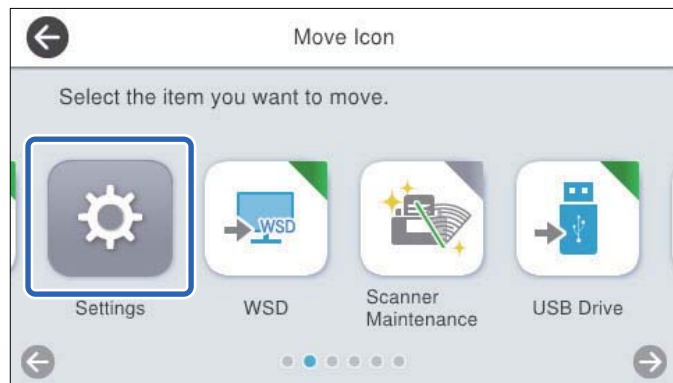 Move Icon
Select the item you want to move.
WSD
Settings
WSD
Scanner
Maintenance
USB Drive